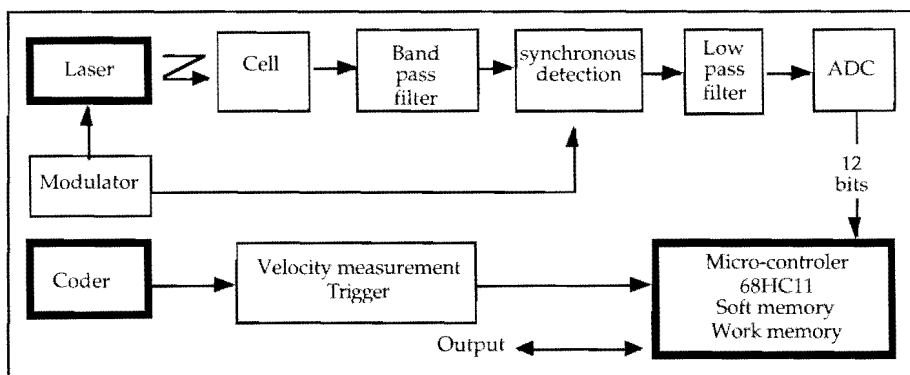 Laser
Cell
Band
pass
filter
synchronous
detection
Low
pass
filter
ADC
Modulator
12
bits
Coder
Velocity measurement
Trigger
Micro-controler
68HC11
Soft memory
Work memory
Output